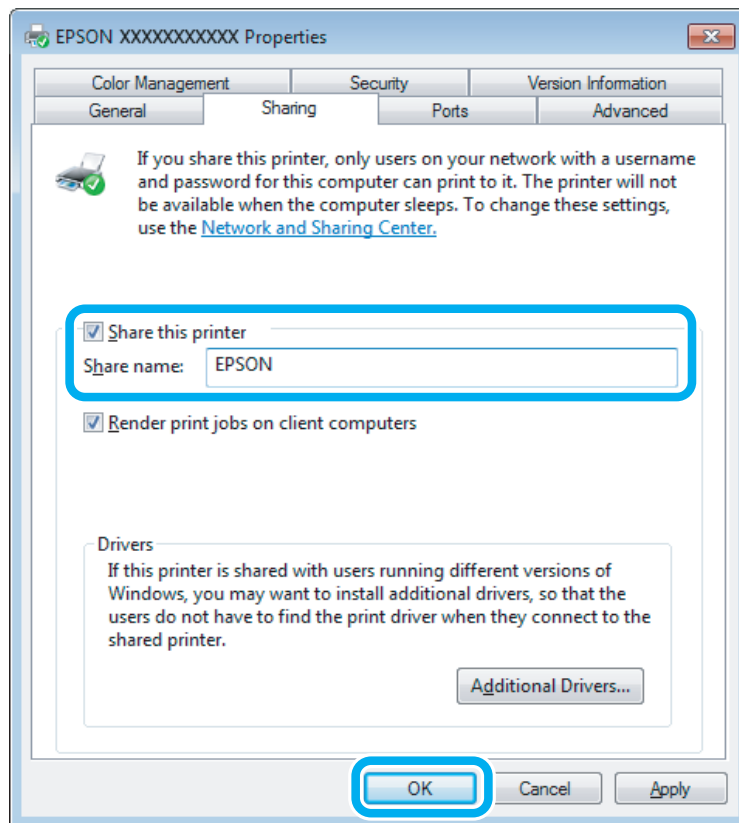 EPSON XXXXXXXXXXX Properties
Color Management Security Version Information
General Sharing Ports Advanced
If you share this printer, only users on your network with a username
and password for this computer can print to it. The printer will not
be available when the computer sleeps. To change these settings,
use the Network and Sharing Center.
Share this printer
Share name: EPSON
Render print jobs on client computers
Drivers
If this printer is shared with users running different versions of
Windows, you may want to install additional drivers, so that the
users do not have to find the print driver when they connect to the
shared printer.
Additional Drivers...
OK Cancel Apply